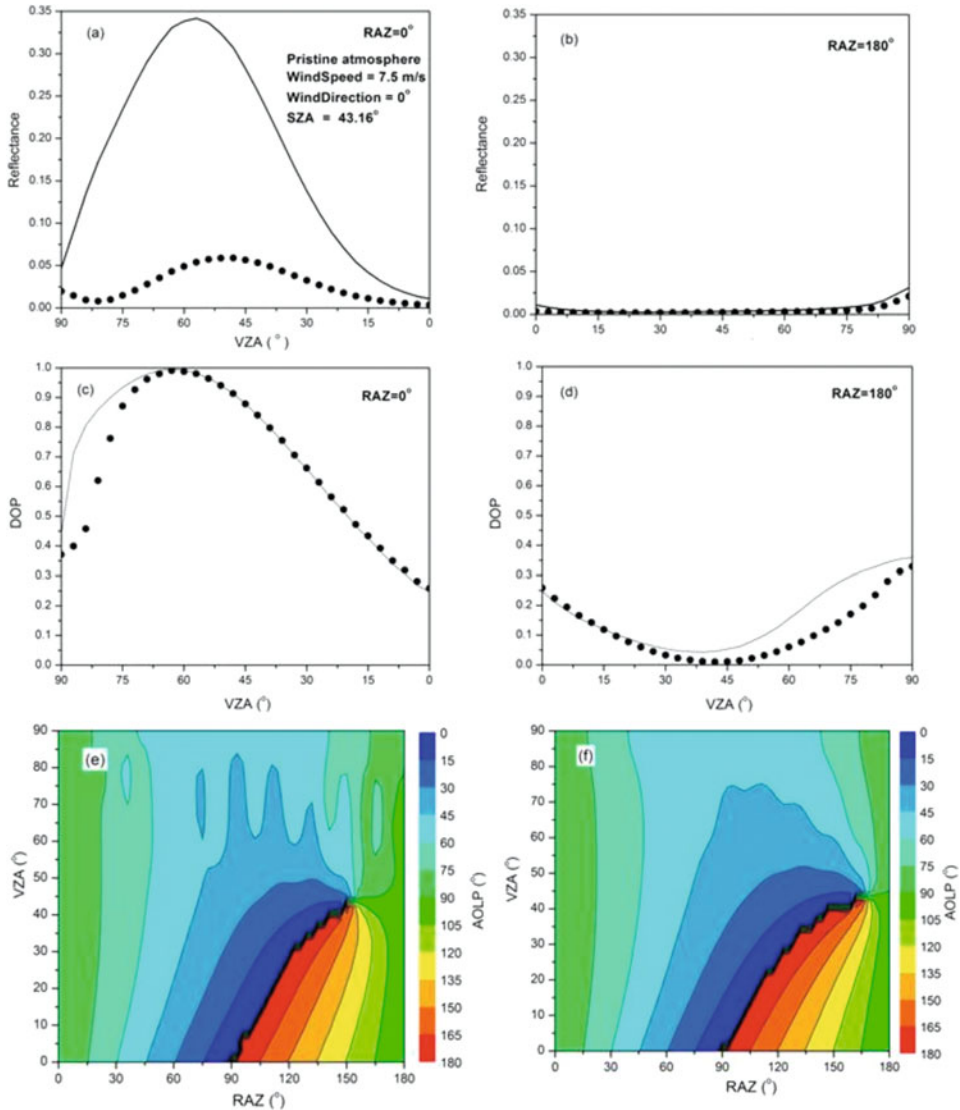 (a)
RAZ=0°
Pristine atmosphere
WindSpeed = 7.5 m/s
WindDirection = 0°
SZA = 43.16°
Reflectance
0.35
0.30
0.25
0.20
0.15
0.10
0.05
0.00
90 75 60 45 30 15 0
VZA ( ° )
(b)
RAZ=180°
Reflectance
0.35
0.30
0.25
0.20
0.15
0.10
0.05
0.00
0 15 30 45 60 75 90
VZA (°)
(c)
RAZ=0°
DOP
1.0
0.9
0.8
0.7
0.6
0.5
0.4
0.3
0.2
0.1
0.0
90 75 60 45 30 15 0
VZA (°)
(d)
RAZ=180°
DOP
1.0
0.9
0.8
0.7
0.6
0.5
0.4
0.3
0.2
0.1
0.0
0 15 30 45 60 75 90
VZA (°)
(e)
VZA (°)
90
80
70
60
50
40
30
20
10
0
0 30 60 90 120 150 180
RAZ (°)
0
15
30
45
60
75
90
105
120
135
150
165
180
AOLP (°)
(f)
VZA (°)
90
80
70
60
50
40
30
20
10
0
0 30 60 90 120 150 180
RAZ (°)
0
15
30
45
60
75
90
105
120
135
150
165
180
AOLP (°)